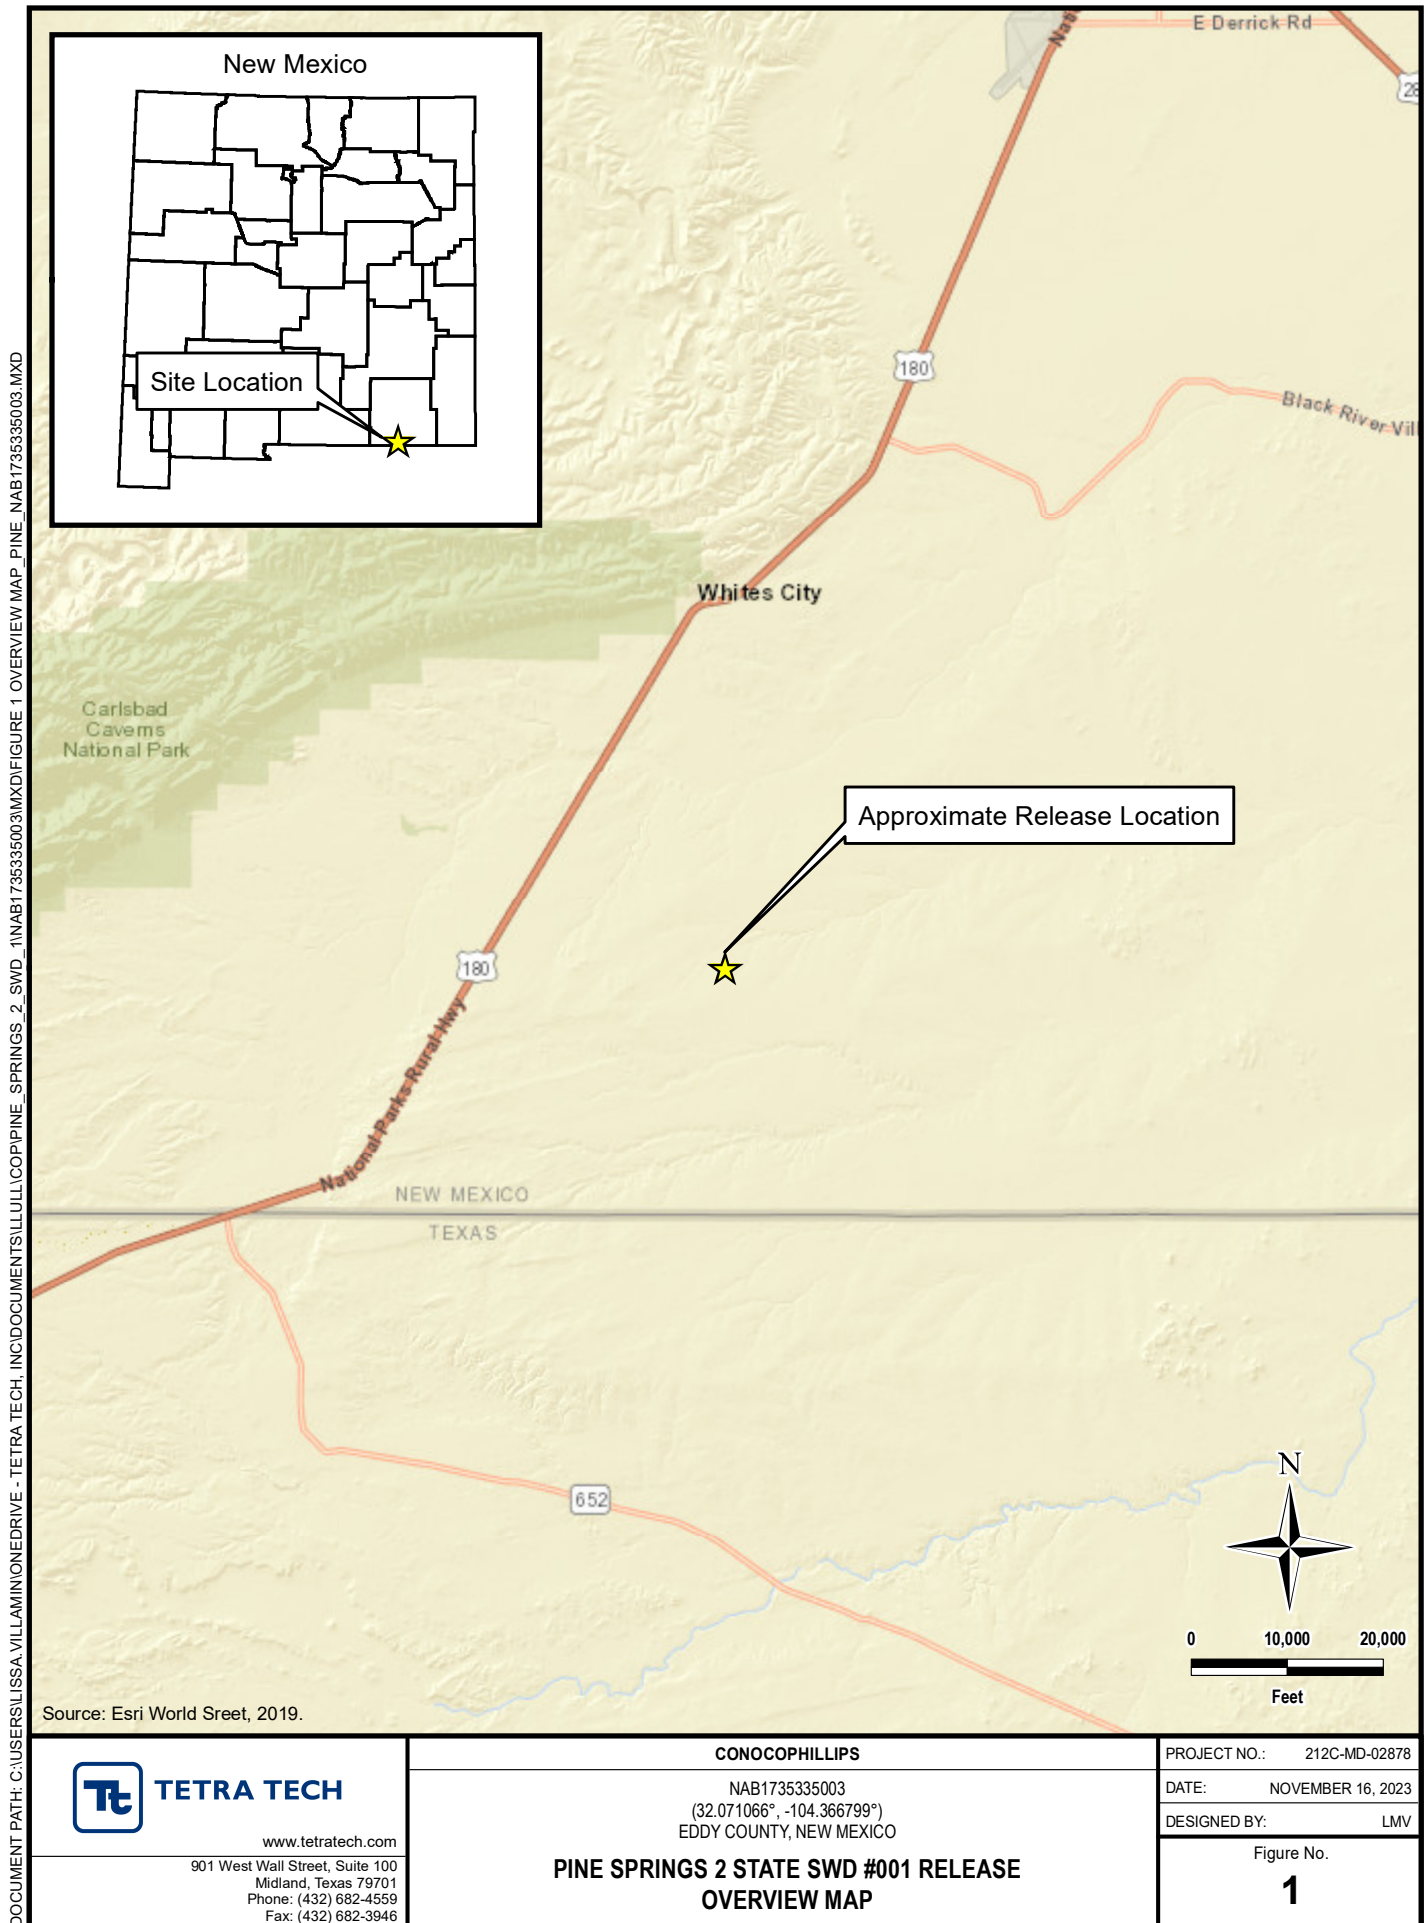 New Mexico
Site Location
E Derrick Rd
Nati
28
180
Black River Vill
Whites City
Carlsbad
Caverns
National Park
Approximate Release Location
180
National Parks Rural Hwy
NEW MEXICO
TEXAS
652
N
0 10,000 20,000
Feet
Source: Esri World Sreet, 2019.
DOCUMENT PATH: C:\USERS\LISSA.VILLAMIN\ONEDRIVE - TETRA TECH, INC\DOCUMENTS\LLULL\COP\PINE_SPRINGS_2_SWD_1\NAB1735335003\MXD\FIGURE 1 OVERVIEW MAP_PINE_NAB1735335003.MXD
Tt TETRA TECH
www.tetratech.com
901 West Wall Street, Suite 100
Midland, Texas 79701
Phone: (432) 682-4559
Fax: (432) 682-3946
CONOCOPHILLIPS
NAB1735335003
(32.071066°, -104.366799°)
EDDY COUNTY, NEW MEXICO
PINE SPRINGS 2 STATE SWD #001 RELEASE
OVERVIEW MAP
PROJECT NO.: 212C-MD-02878
DATE: NOVEMBER 16, 2023
DESIGNED BY: LMV
Figure No.
1